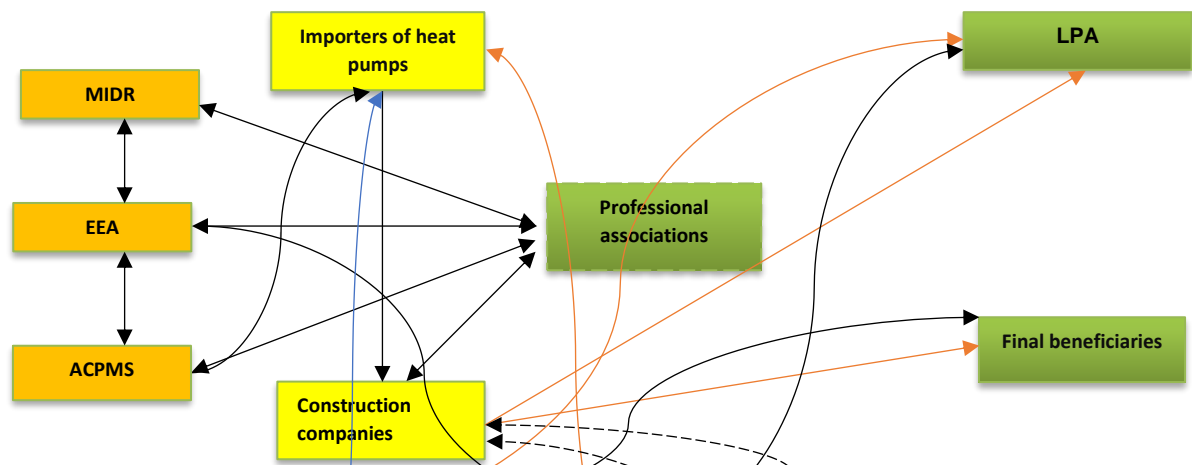 Importers of heat
pumps
LPA
MIDR
Professional
associations
EEA
Final beneficiaries
ACPMS
Construction
companies